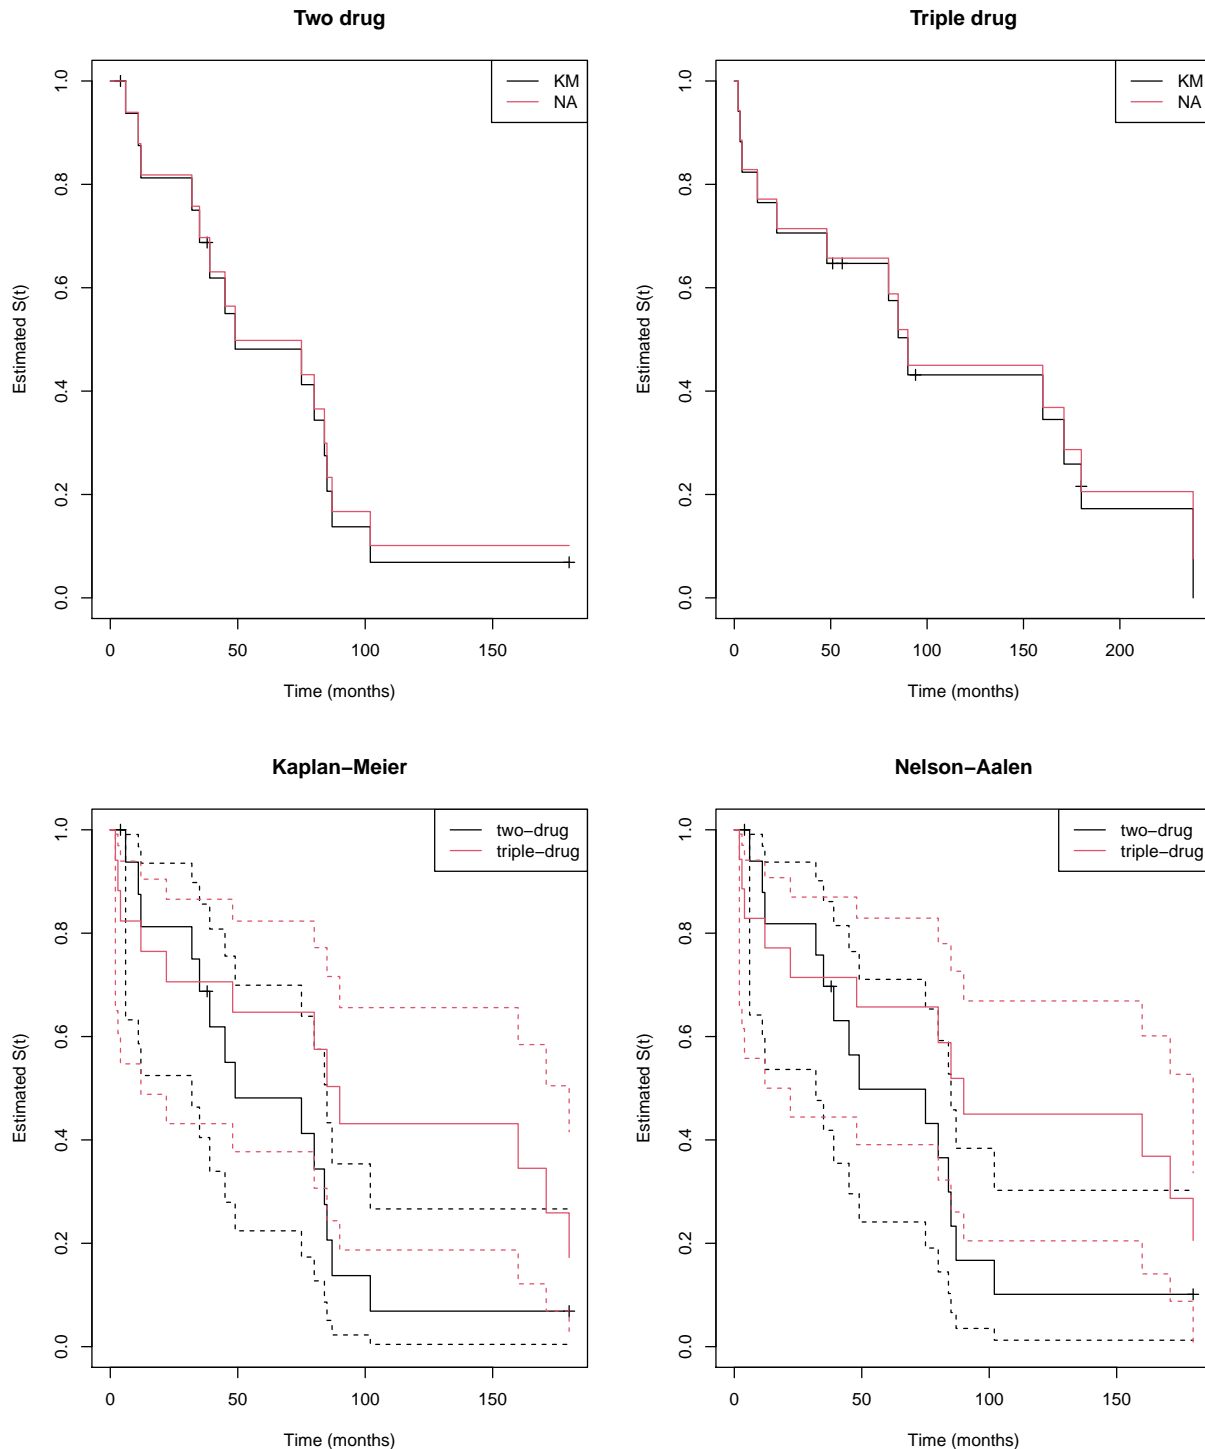 Two drug
Estimated S(t)
1.0
0.8
0.6
0.4
0.2
0.0
KM
NA
0 50 100 150
Time (months)
Triple drug
Estimated S(t)
1.0
0.8
0.6
0.4
0.2
0.0
KM
NA
0 50 100 150 200
Time (months)
Kaplan−Meier
Estimated S(t)
1.0
0.8
0.6
0.4
0.2
0.0
two−drug
triple−drug
0 50 100 150
Time (months)
Nelson−Aalen
Estimated S(t)
1.0
0.8
0.6
0.4
0.2
0.0
two−drug
triple−drug
0 50 100 150
Time (months)